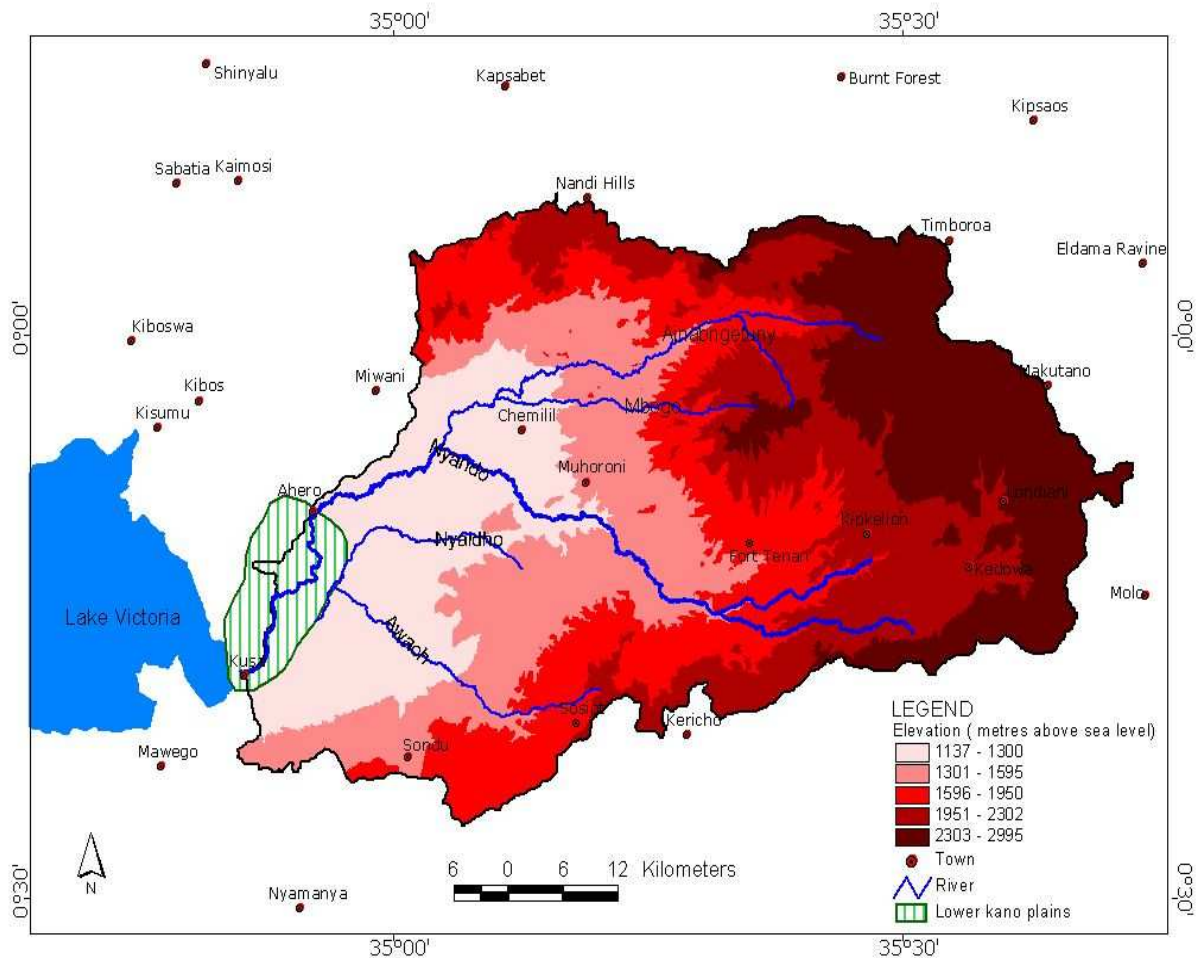 35°00'
35°30'
Shinyalu
Kapsabet
Burnt Forest
Kipsaos
Sabatia
Kaimosi
Nandi Hills
Timboroa
Eldama Ravine
0°00'
0°00'
Kiboswa
Ainabngetuny
Makutano
Miwani
Kibos
Mbogo
Kisumu
Chemilil
Nyando
Muhoroni
Ahero
Londiani
Kipkelion
Nyaidho
Fort Tenan
Kedowa
Molo
Lake Victoria
Awach
Kusa
Sosiot
Kericho
Mawego
Sondu
LEGEND
Elevation ( metres above sea level)
1137 - 1300
1301 - 1595
1596 - 1950
1951 - 2302
2303 - 2995
Town
River
Lower kano plains
6 0 6 12 Kilometers
N
Nyamanya
0°30'
0°30'
35°00'
35°30'